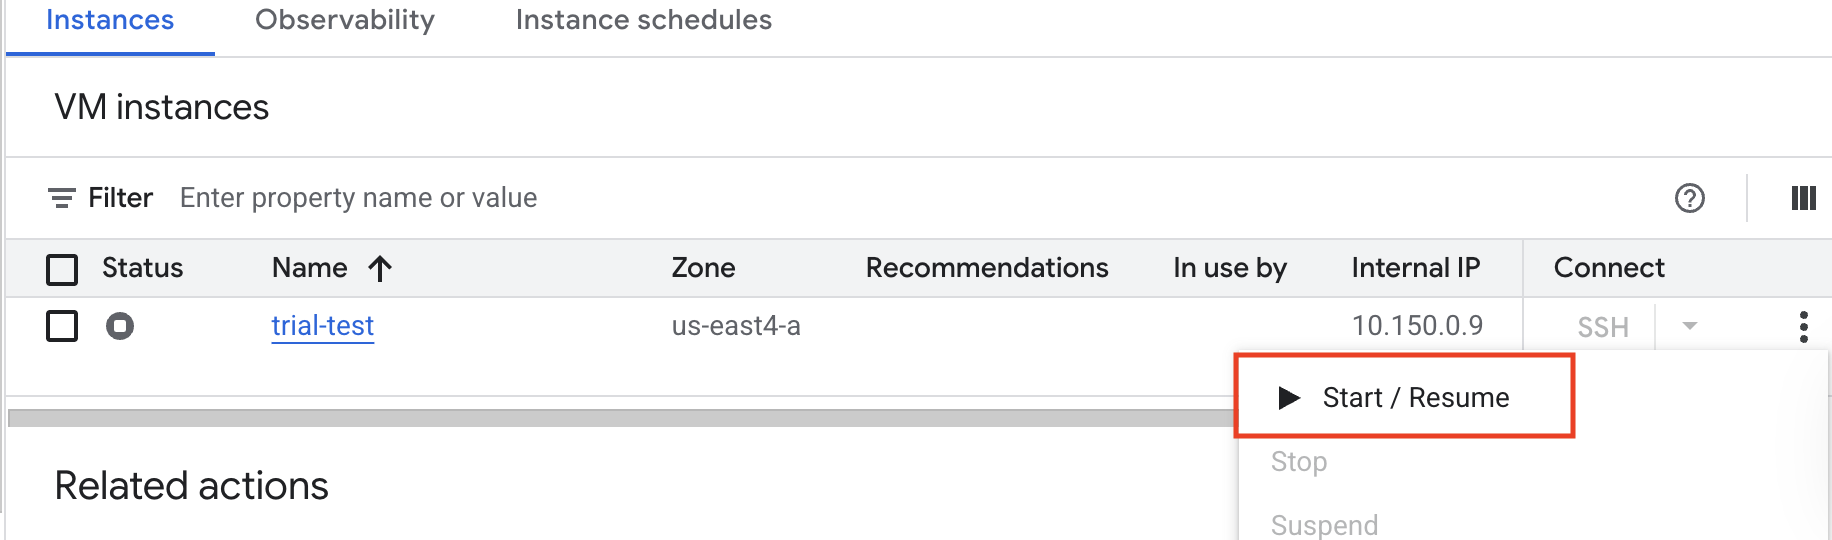 Instances Observability Instance schedules
VM instances
Filter Enter property name or value
Status Name Zone Recommendations In use by Internal IP Connect
trial-test us-east4-a 10.150.0.9 SSH
Start / Resume
Stop
Related actions
Suspend